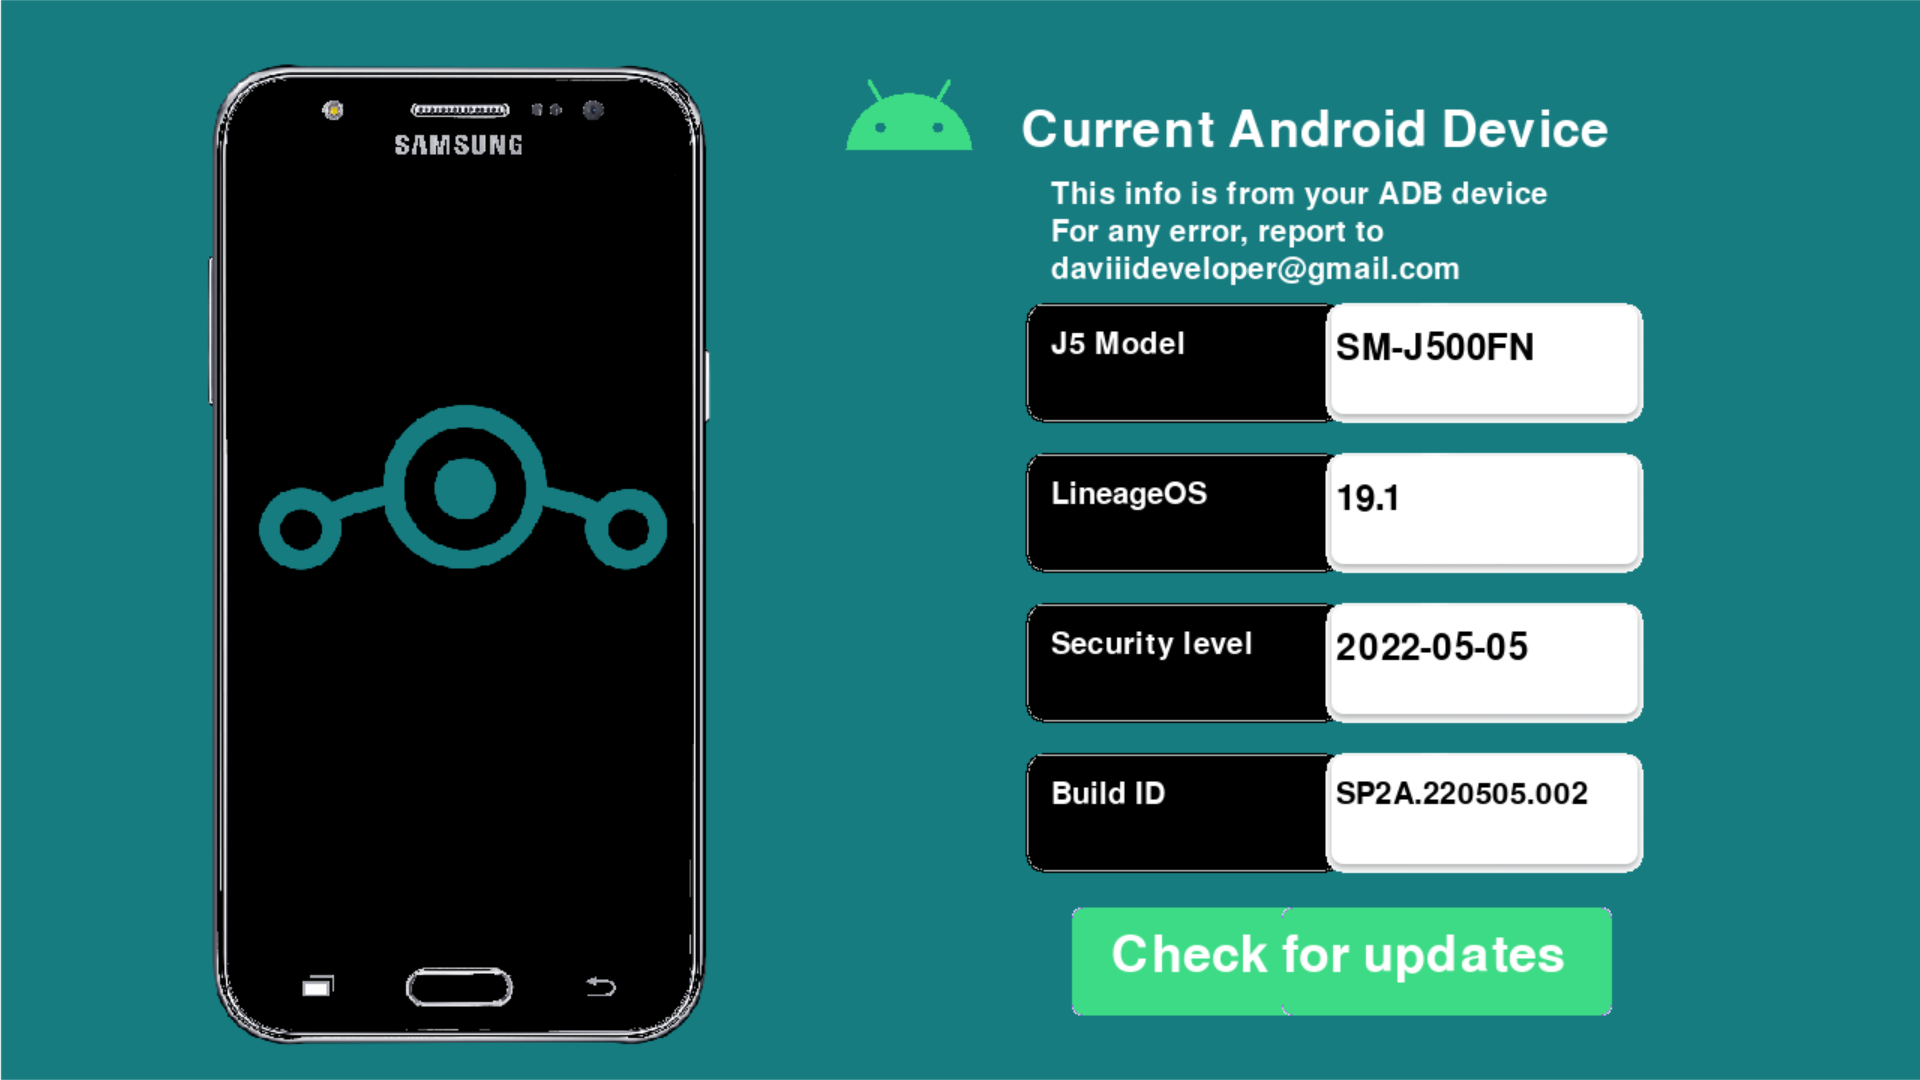 SAMSUNG
Current Android Device
This info is from your ADB device
For any error, report to
daviiideveloper@gmail.com
J5 Model
SM-J500FN
LineageOS
19.1
Security level
2022-05-05
Build ID
SP2A.220505.002
Check for updates